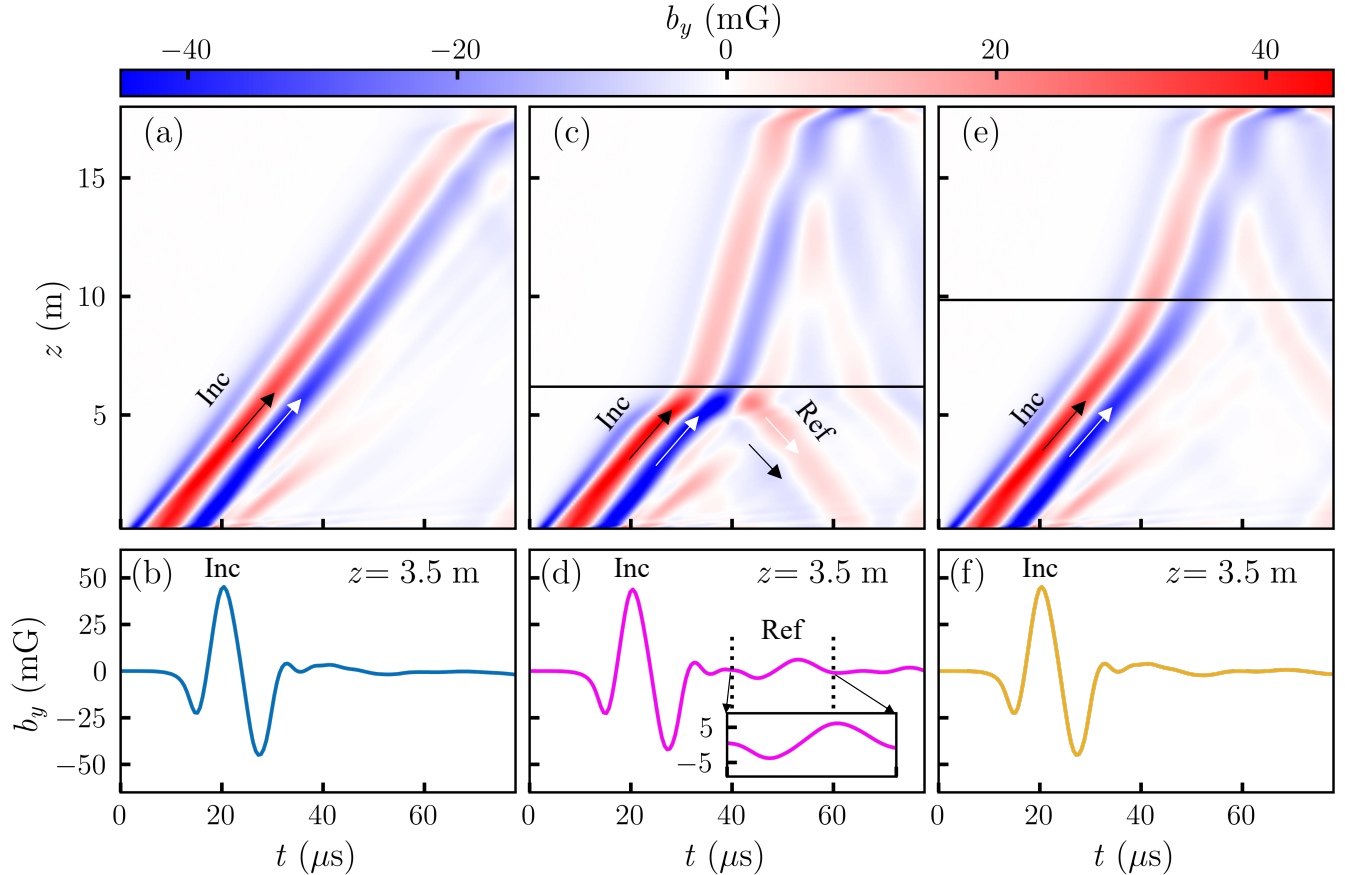 b_y (mG)
−40 −20 0 20 40
(a) (c) (e)
15
10
5
z (m)
Inc
Inc
Ref
Inc
(b) Inc z= 3.5 m
(d) Inc z= 3.5 m
(f) Inc z= 3.5 m
Ref
50
25
0
−25
−50
b_y (mG)
5
−5
0 20 40 60 0 20 40 60 0 20 40 60
t (μs) t (μs) t (μs)